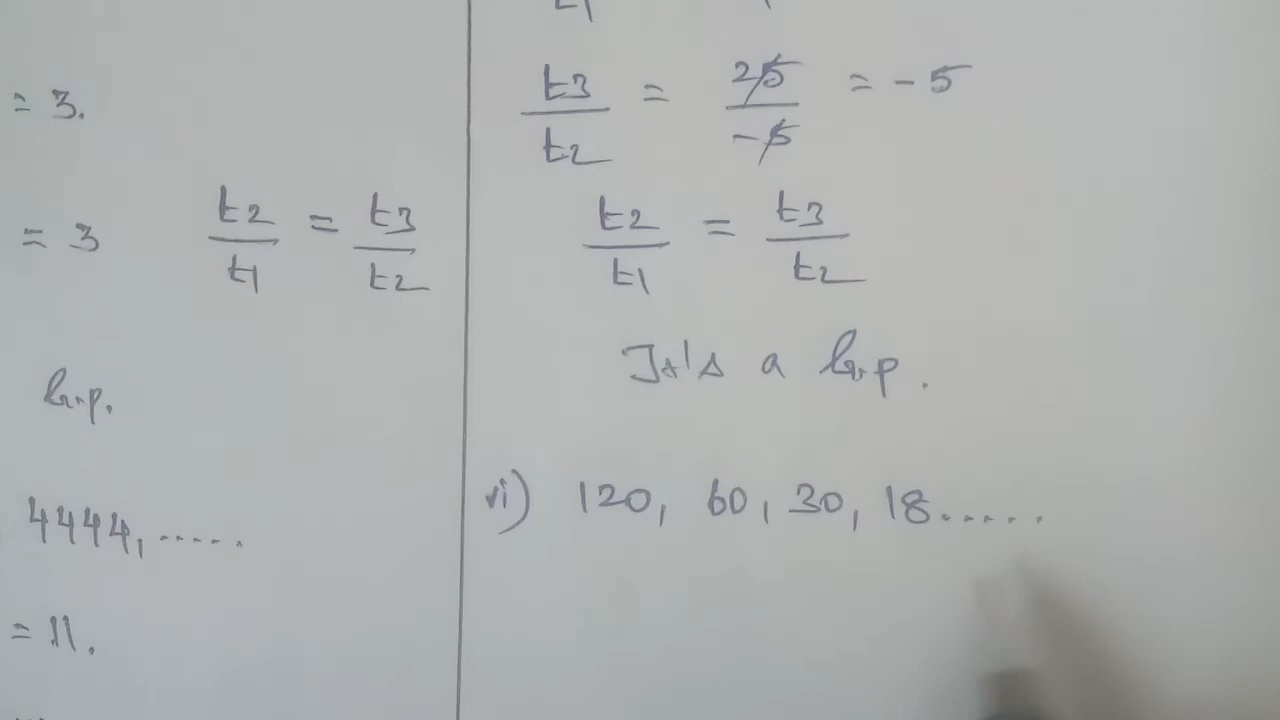 = 3.
= 3 t2/t1 = t3/t2
G.P.
4444, .....
= 11.
t3/t2 = 25/-5 = -5
t2/t1 = t3/t2
It's a G.P.
vi) 120, 60, 30, 18.....